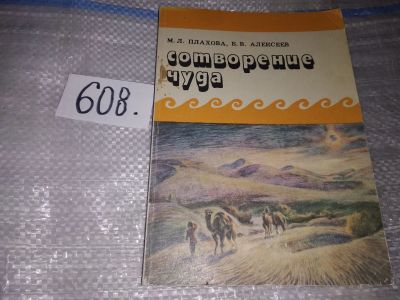 608.
М. Л. ПЛАХОВА, Б. В. АЛЕКСЕЕВ
сотворение
чуда